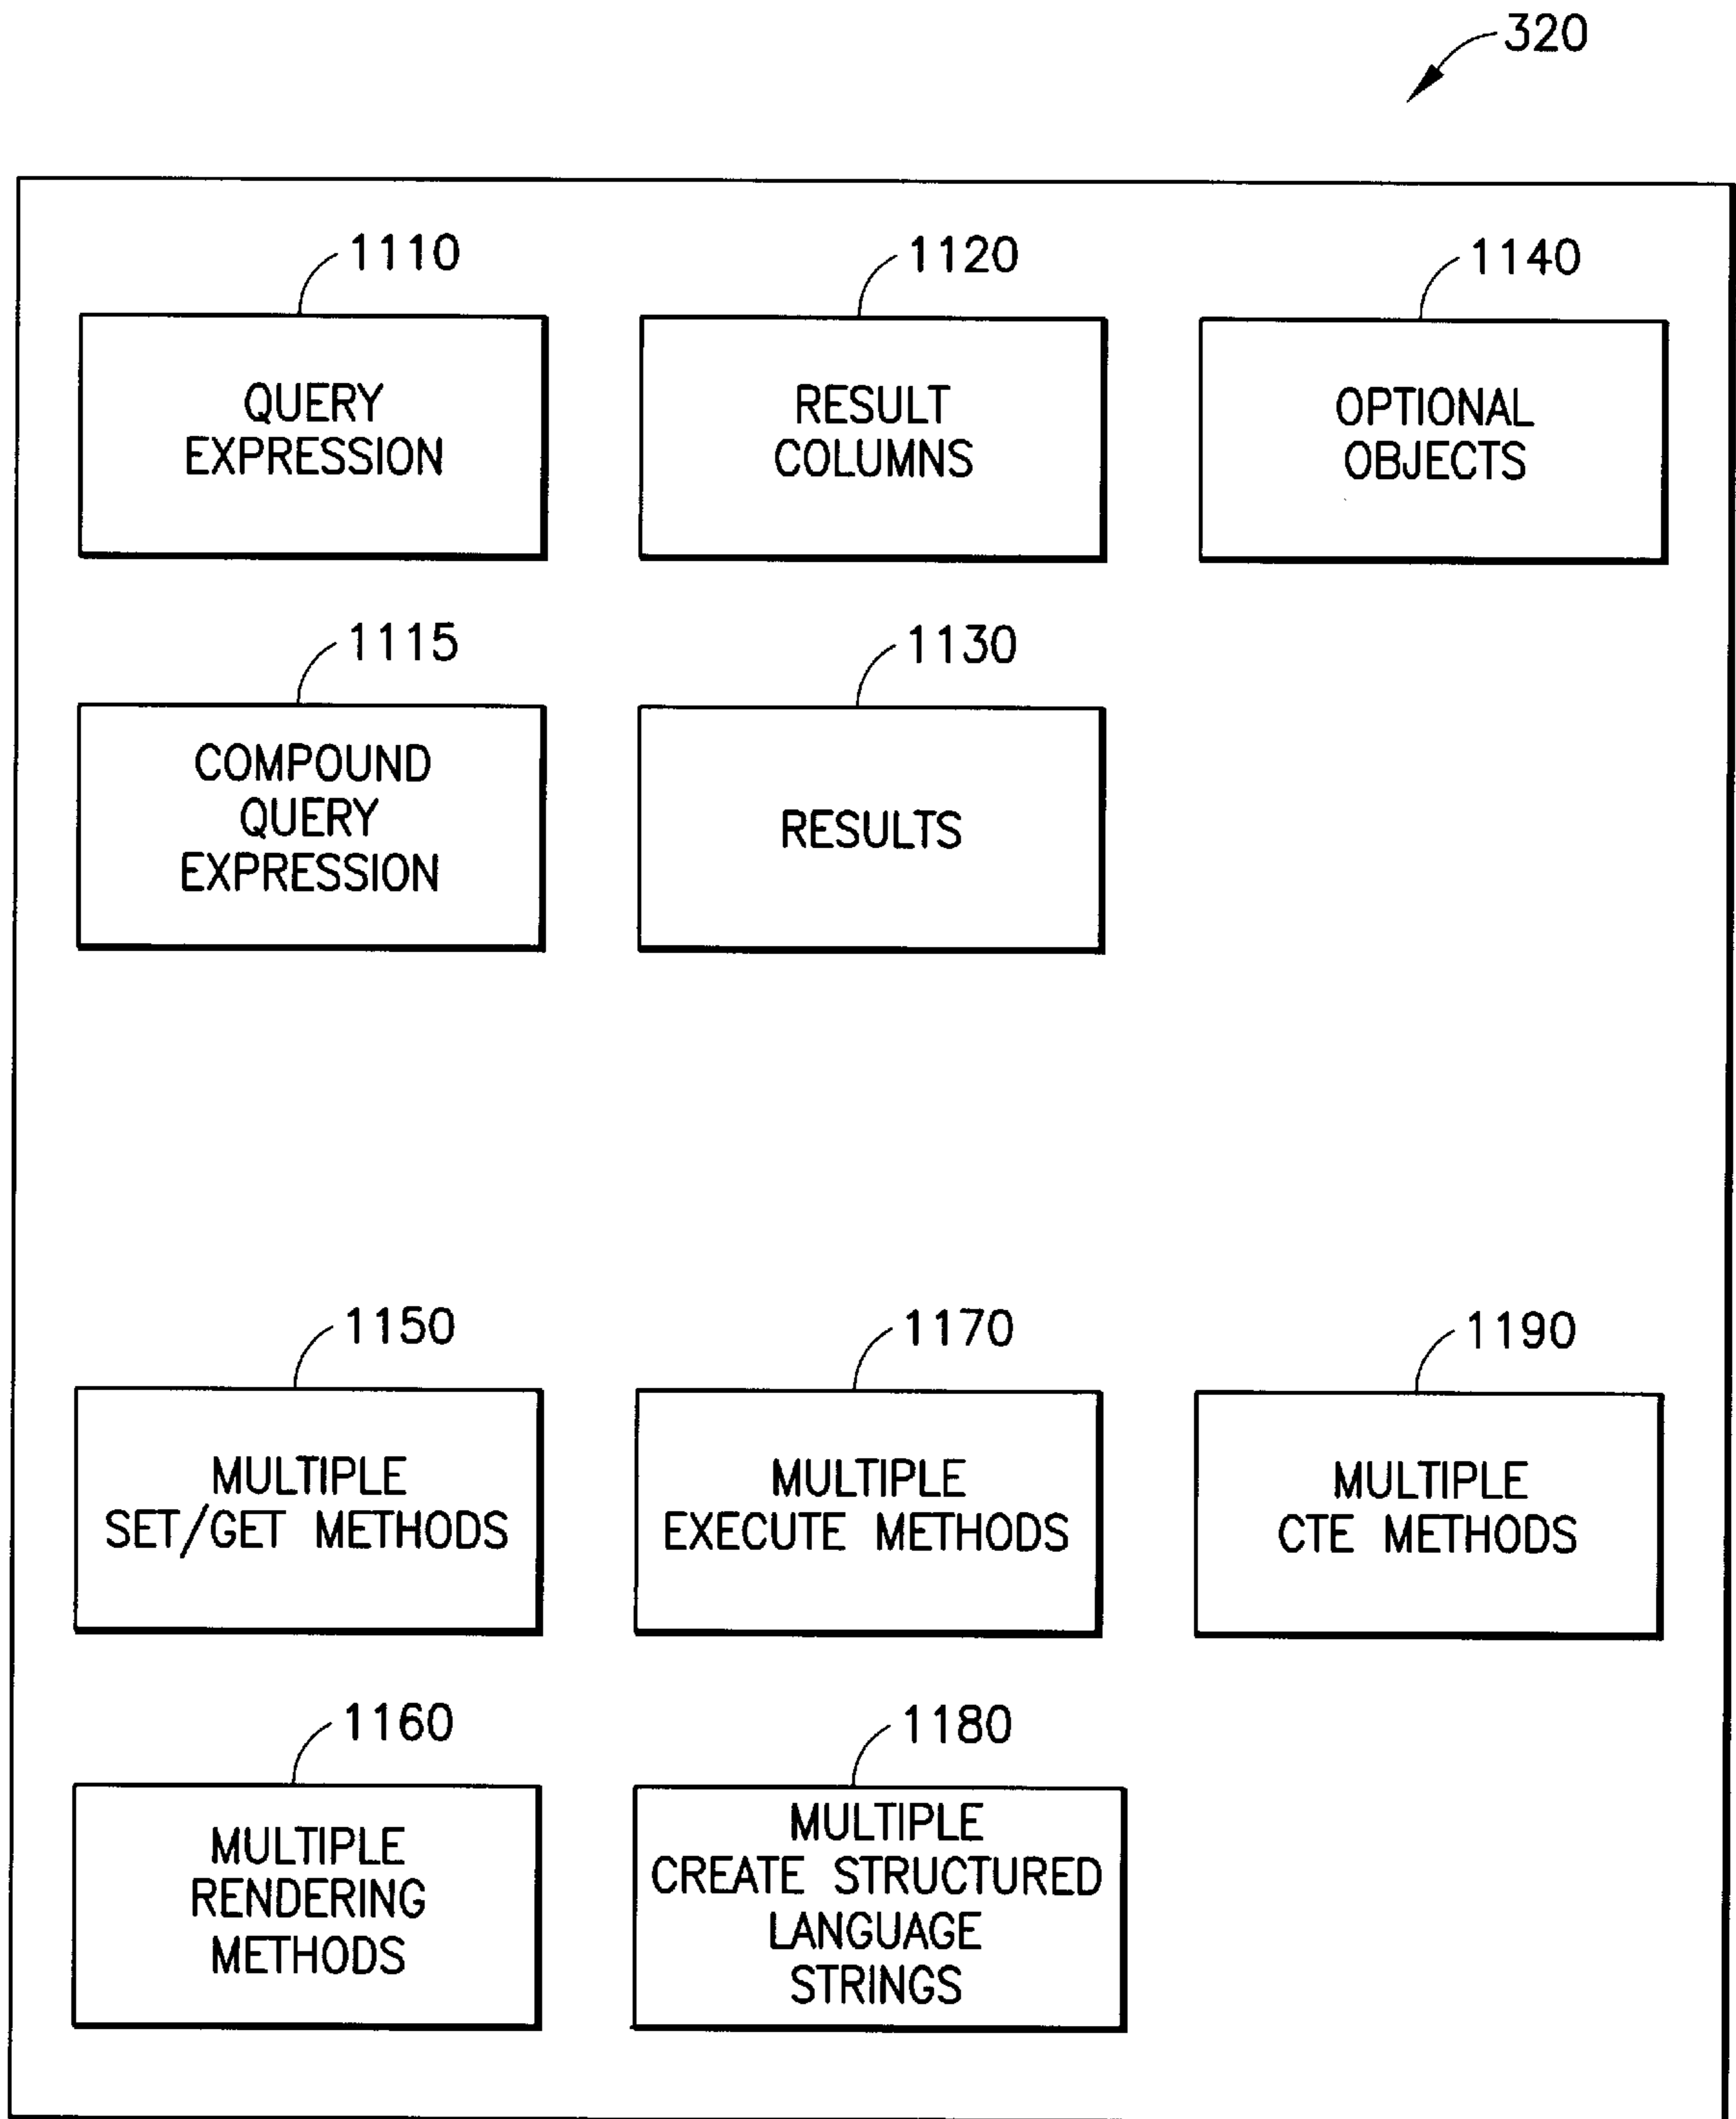 320
1110
QUERY
EXPRESSION
1120
RESULT
COLUMNS
1140
OPTIONAL
OBJECTS
1115
COMPOUND
QUERY
EXPRESSION
1130
RESULTS
1150
MULTIPLE
SET/GET METHODS
1170
MULTIPLE
EXECUTE METHODS
1190
MULTIPLE
CTE METHODS
1160
MULTIPLE
RENDERING
METHODS
1180
MULTIPLE
CREATE STRUCTURED
LANGUAGE
STRINGS